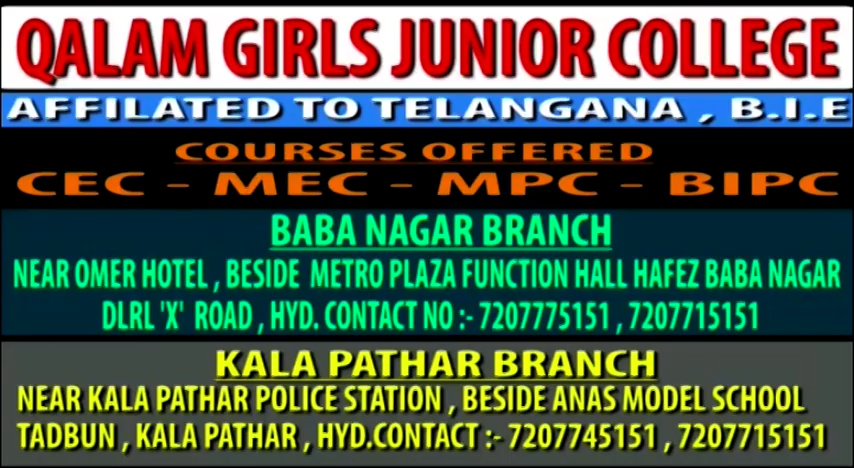 QALAM GIRLS JUNIOR COLLEGE
AFFILATED TO TELANGANA , B.I.E
COURSES OFFERED
CEC - MEC - MPC - BIPC
BABA NAGAR BRANCH
NEAR OMER HOTEL , BESIDE METRO PLAZA FUNCTION HALL HAFEZ BABA NAGAR
DLRL 'X' ROAD , HYD. CONTACT NO :- 7207775151 , 7207715151
KALA PATHAR BRANCH
NEAR KALA PATHAR POLICE STATION , BESIDE ANAS MODEL SCHOOL
TADBUN , KALA PATHAR , HYD.CONTACT :- 7207745151 , 7207715151